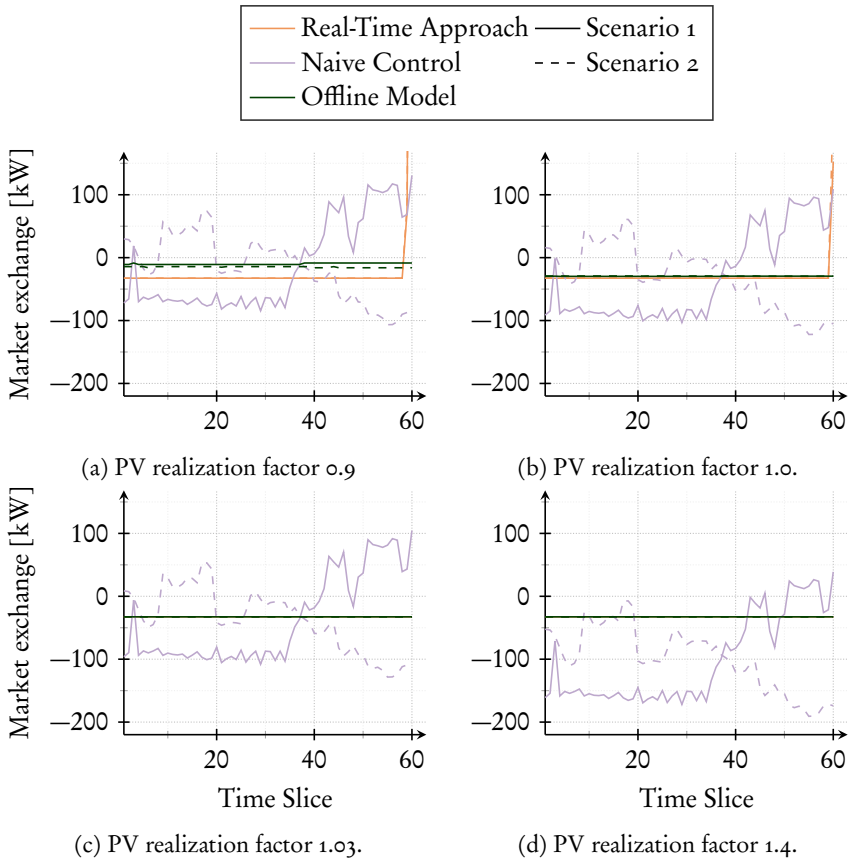 Real-Time Approach
Scenario 1
Naive Control
Scenario 2
Offline Model
Market exchange [kW]
100
0
−100
−200
20
40
60
(a) PV realization factor 0.9
100
0
−100
−200
20
40
60
(b) PV realization factor 1.0.
Market exchange [kW]
100
0
−100
−200
20
40
60
Time Slice
(c) PV realization factor 1.03.
100
0
−100
−200
20
40
60
Time Slice
(d) PV realization factor 1.4.